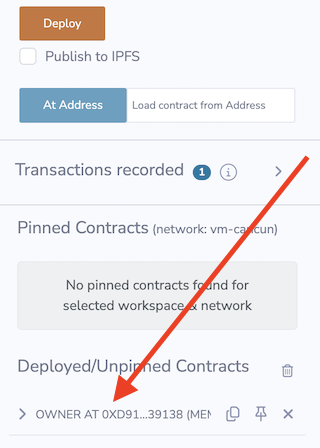 Deploy
Publish to IPFS
At Address Load contract from Address
Transactions recorded 1 i
Pinned Contracts (network: vm-cancun)
No pinned contracts found for
selected workspace & network
Deployed/Unpinned Contracts
OWNER AT 0XD91...39138 (MEM